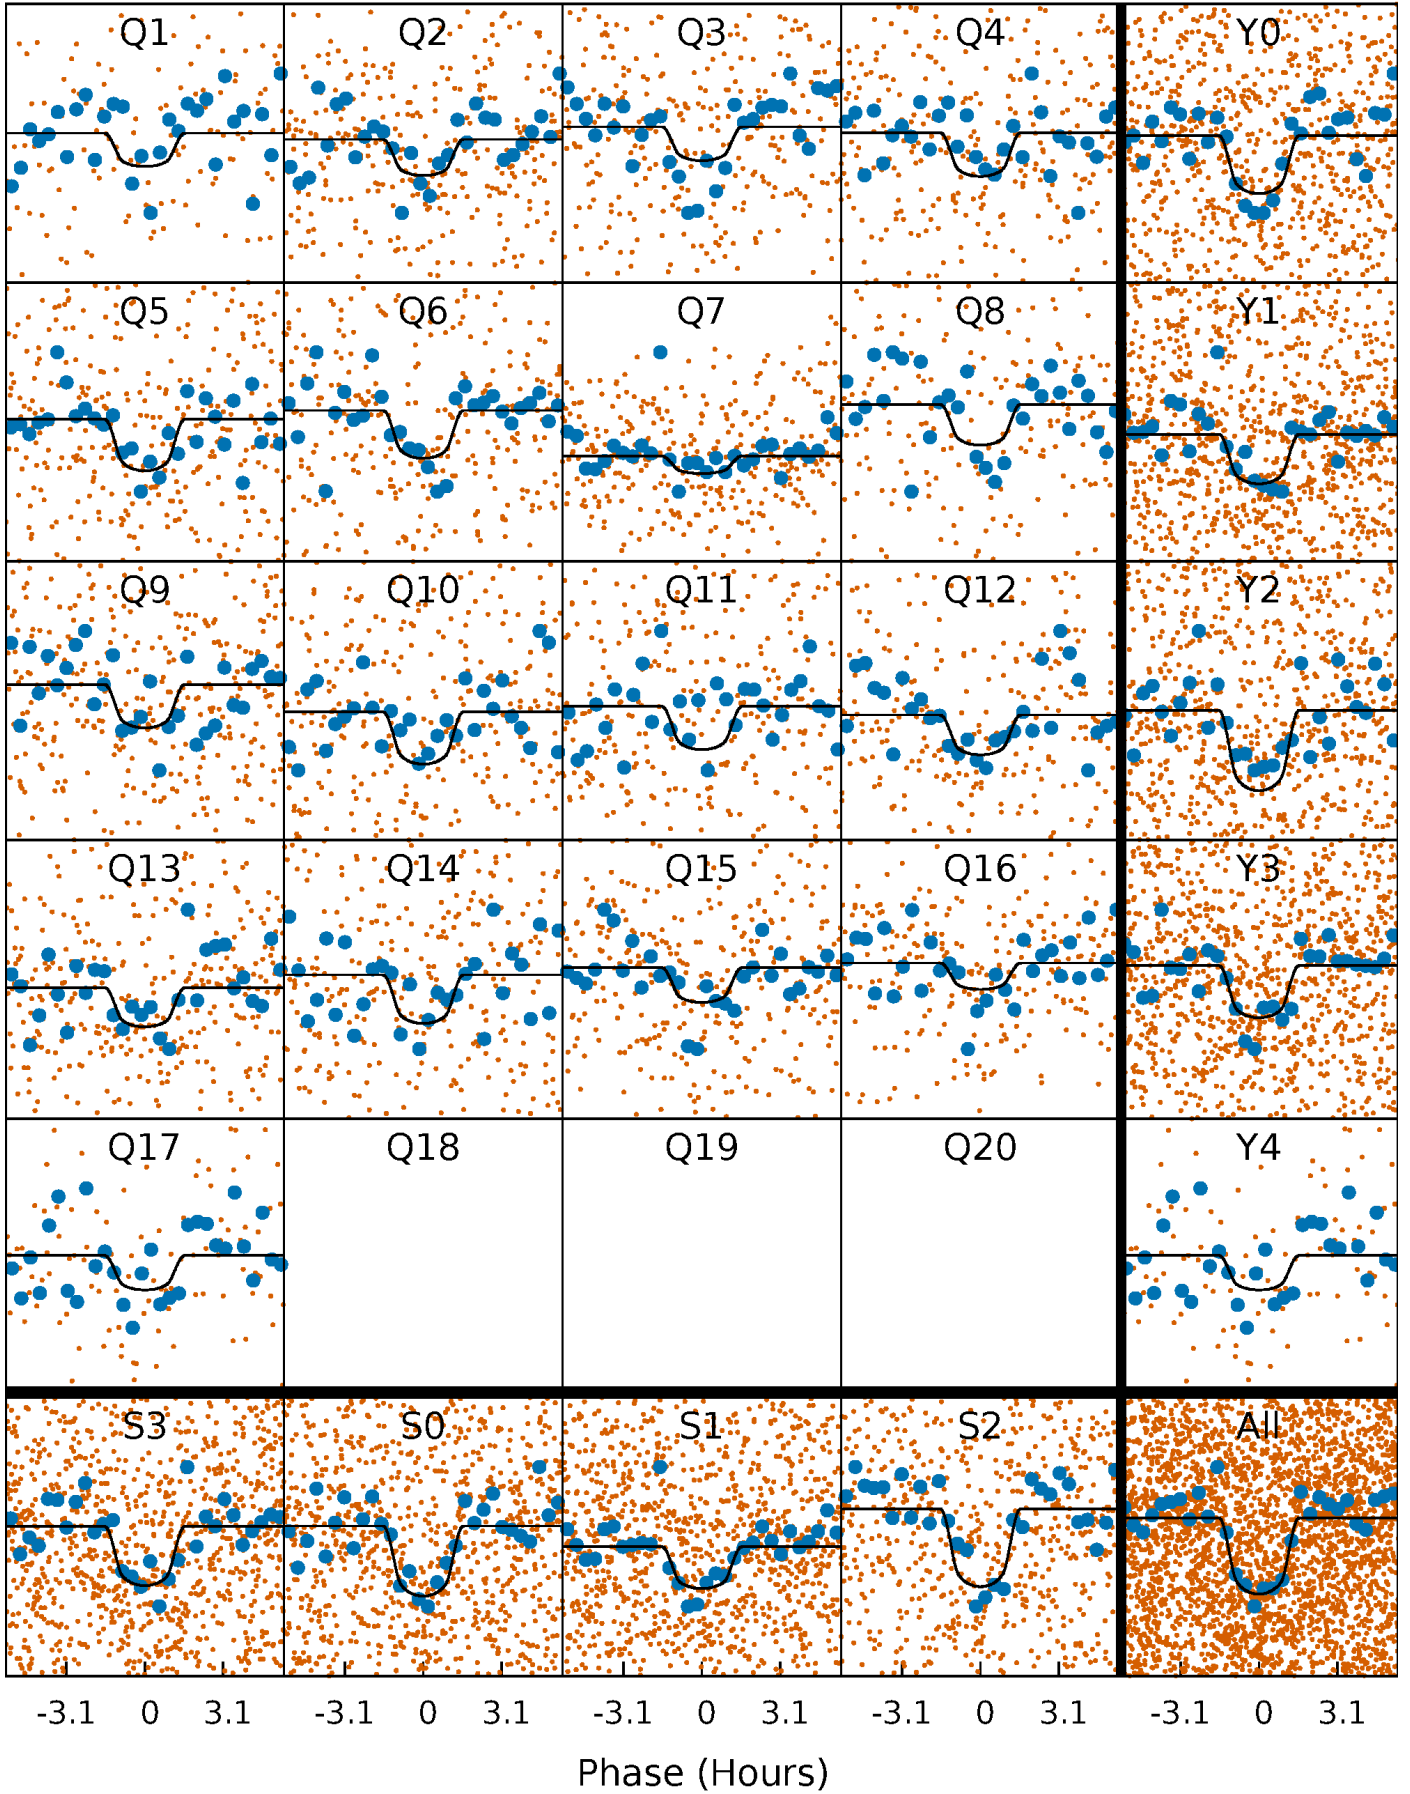 Q1 Q2 Q3 Q4 Y0
Q5 Q6 Q7 Q8 Y1
Q9 Q10 Q11 Q12 Y2
Q13 Q14 Q15 Q16 Y3
Q17 Q18 Q19 Q20 Y4
S3 S0 S1 S2 All
-3.1 0 3.1 -3.1 0 3.1 -3.1 0 3.1 -3.1 0 3.1 -3.1 0 3.1
Phase (Hours)